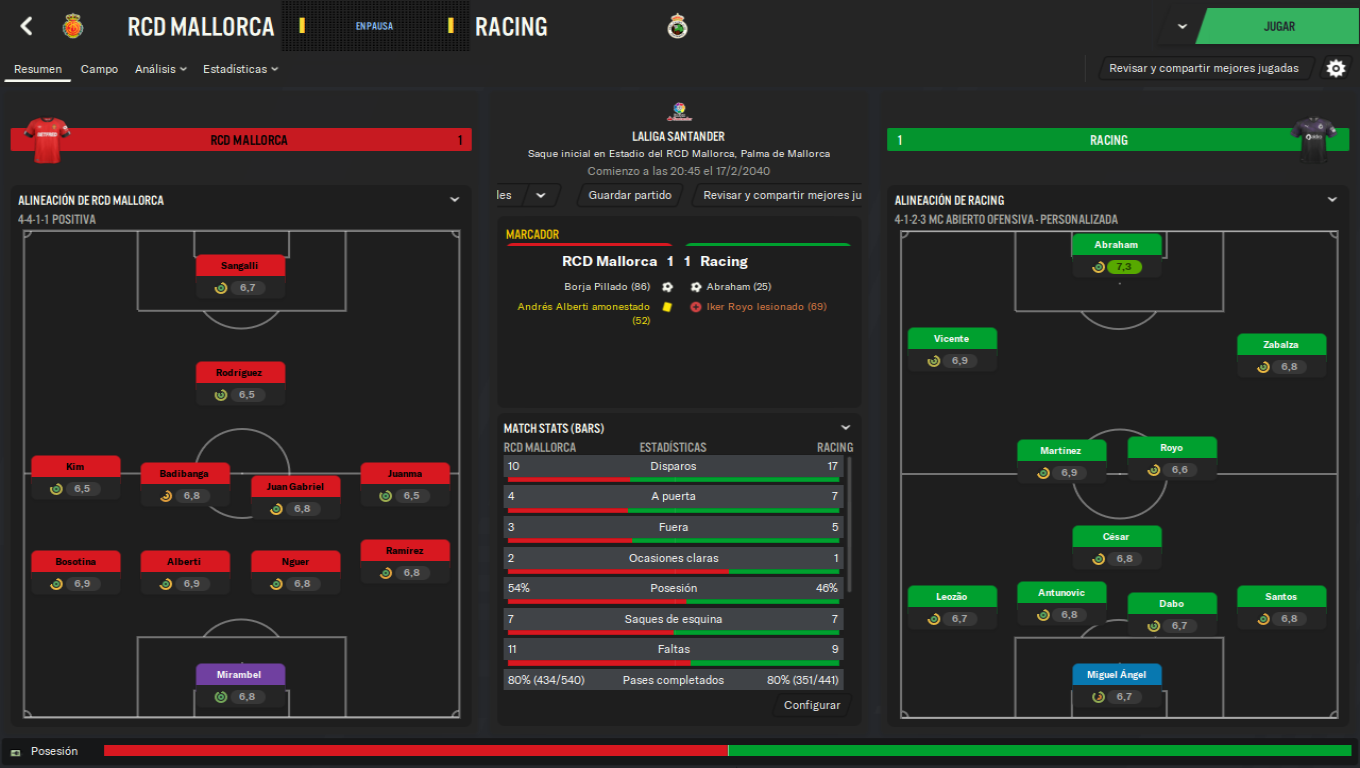 RCD MALLORCA
EN PAUSA
RACING
JUGAR
Resumen
Campo
Análisis
Estadísticas
Revisar y compartir mejores jugadas
RCD MALLORCA 1
LALIGA SANTANDER
Saque inicial en Estadio del RCD Mallorca, Palma de Mallorca
Comienzo a las 20:45 el 17/2/2040
les
Guardar partido
Revisar y compartir mejores ju
1 RACING
ALINEACIÓN DE RCD MALLORCA
4-4-1-1 POSITIVA
Sangalli
6,7
Rodríguez
6,5
Kim
6,5
Badibanga
6,8
Juan Gabriel
6,8
Juanma
6,5
Bosotina
6,9
Alberti
6,9
Nguer
6,8
Ramírez
6,8
Mirambel
6,8
MARCADOR
RCD Mallorca 1 1 Racing
Borja Pillado (86) Abraham (25)
Andrés Alberti amonestado Iker Royo lesionado (69)
(52)
MATCH STATS (BARS)
RCD MALLORCA ESTADÍSTICAS RACING
10 Disparos 17
4 A puerta 7
3 Fuera 5
2 Ocasiones claras 1
54% Posesión 46%
7 Saques de esquina 7
11 Faltas 9
80% (434/540) Pases completados 80% (351/441)
Configurar
ALINEACIÓN DE RACING
4-1-2-3 MC ABIERTO OFENSIVA - PERSONALIZADA
Abraham
7,3
Vicente
6,9
Zabalza
6,8
Martínez
6,9
Royo
6,6
César
6,8
Leozão
6,7
Antunovic
6,8
Dabo
6,7
Santos
6,8
Miguel Ángel
6,7
Posesión